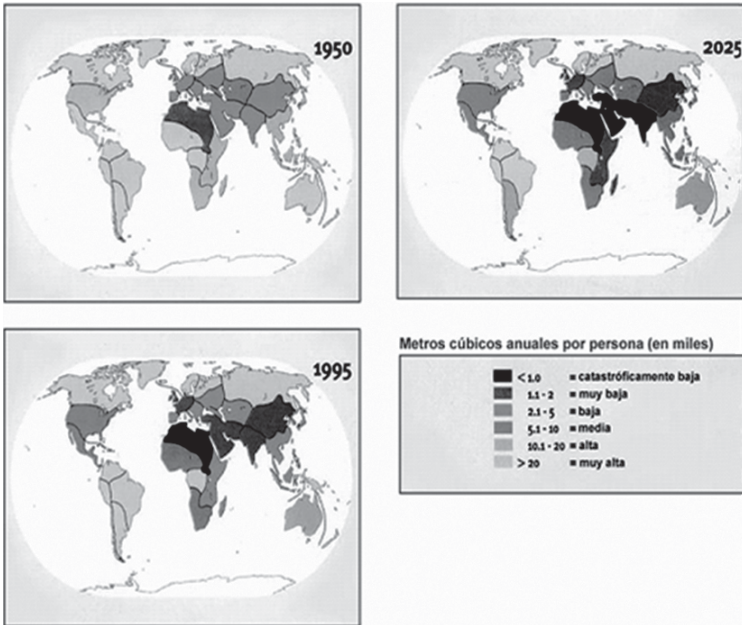 1950
2025
1995
Metros cúbicos anuales por persona (en miles)
< 1.0 = catastróficamente baja
1.1 - 2 = muy baja
2.1 - 5 = baja
5.1 - 10 = media
10.1 - 20 = alta
> 20 = muy alta